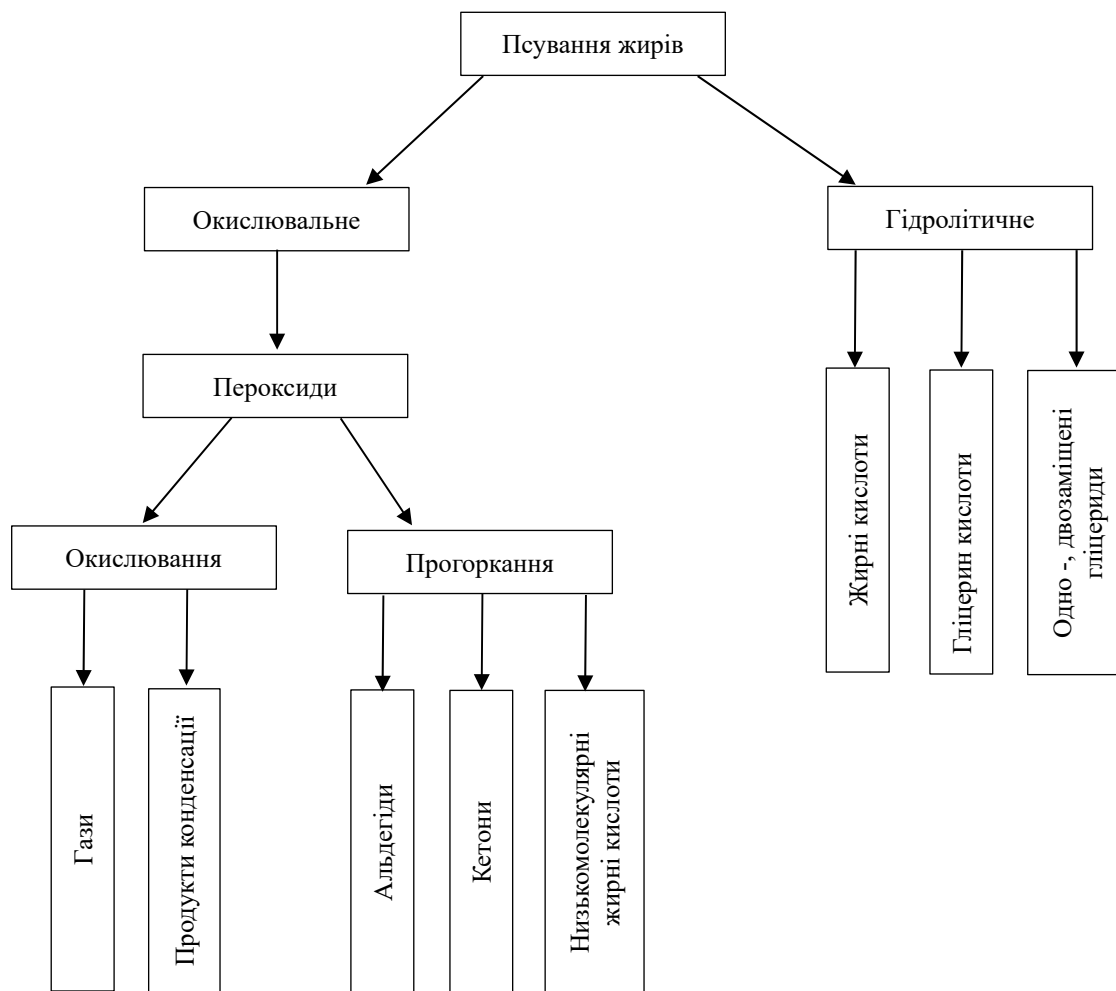 Псування жирів
Окислювальне
Гідролітичне
Пероксиди
Жирні кислоти
Гліцерин кислоти
Одно -, двозаміщені
гліцериди
Окислювання
Прогоркання
Гази
Продукти конденсації
Альдегіди
Кетони
Низькомолекулярні
жирні кислоти